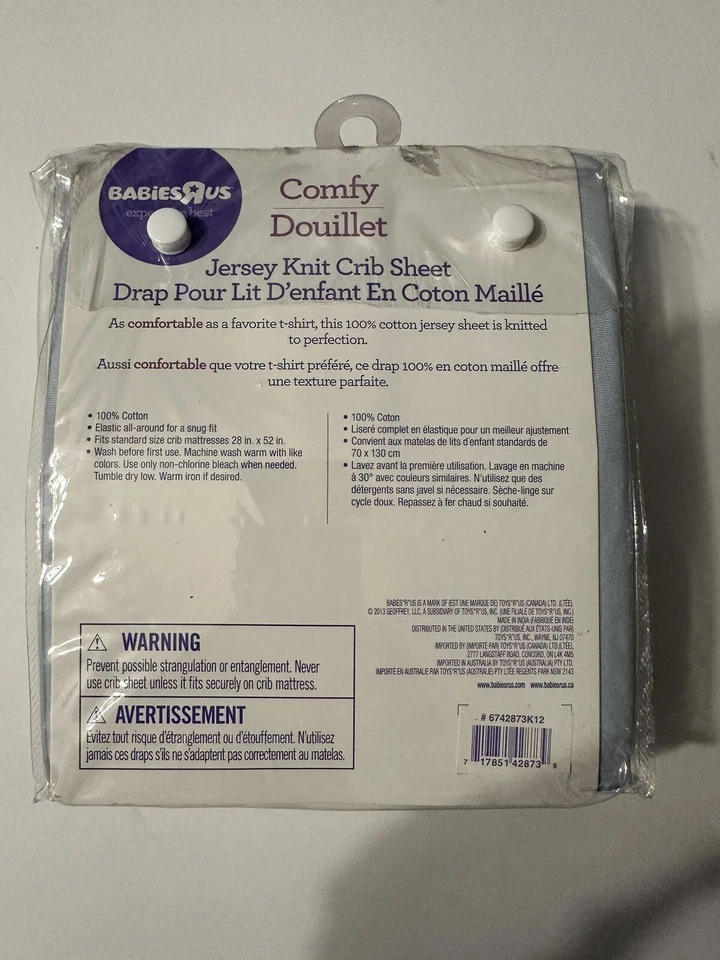 BABIESЯUS
Comfy
Douillet
Jersey Knit Crib Sheet
Drap Pour Lit D'enfant En Coton Maillé
As comfortable as a favorite t-shirt, this 100% cotton jersey sheet is knitted
to perfection.
Aussi confortable que votre t-shirt préféré, ce drap 100% en coton maillé offre
une texture parfaite.
• 100% Cotton
• Elastic all-around for a snug fit
• Fits standard size crib mattresses 28 in. x 52 in.
• Wash before first use. Machine wash warm with like
colors. Use only non-chlorine bleach when needed.
Tumble dry low. Warm iron if desired.
• 100% Coton
• Liseré complet en élastique pour un meilleur ajustement
• Convient aux matelas de lits d'enfant standards de
70 x 130 cm
• Lavez avant la première utilisation. Lavage en machine
à 30° avec couleurs similaires. N'utilisez que des
détergents sans javel si nécessaire. Sèche-linge sur
cycle doux. Repassez à fer chaud si souhaité.
BABIES"R"US IS A MARK OF (EST UNE MARQUE DE) TOYS"R"US (CANADA) LTD. (LTÉE),
© 2013 GEOFFREY, LLC, A SUBSIDIARY OF TOYS"R"US, INC. (UNE FILIALE DE TOYS"R"US, INC.)
MADE IN INDIA (FABRIQUÉ EN INDE)
DISTRIBUTED IN THE UNITED STATES BY (DISTRIBUÉ AUX ÉTATS-UNIS PAR)
TOYS"R"US, INC., WAYNE, NJ 07470
IMPORTED BY (IMPORTÉ PAR) TOYS"R"US (CANADA) LTD.(LTÉE),
2777 LANGSTAFF ROAD, CONCORD, ON L4K 4M5
IMPORTED IN AUSTRALIA BY TOYS"R"US (AUSTRALIA) PTY LTD.
IMPORTÉ EN AUSTRALIE PAR TOYS"R"US (AUSTRALIE) PTY LTÉE REGENTS PARK NSW 2143
www.babiesrus.com www.babiesrus.ca
WARNING
Prevent possible strangulation or entanglement. Never
use crib sheet unless it fits securely on crib mattress.
AVERTISSEMENT
Évitez tout risque d'étranglement ou d'étouffement. N'utilisez
jamais ces draps s'ils ne s'adaptent pas correctement au matelas.
# 6742873K12
7 17851 42873 9